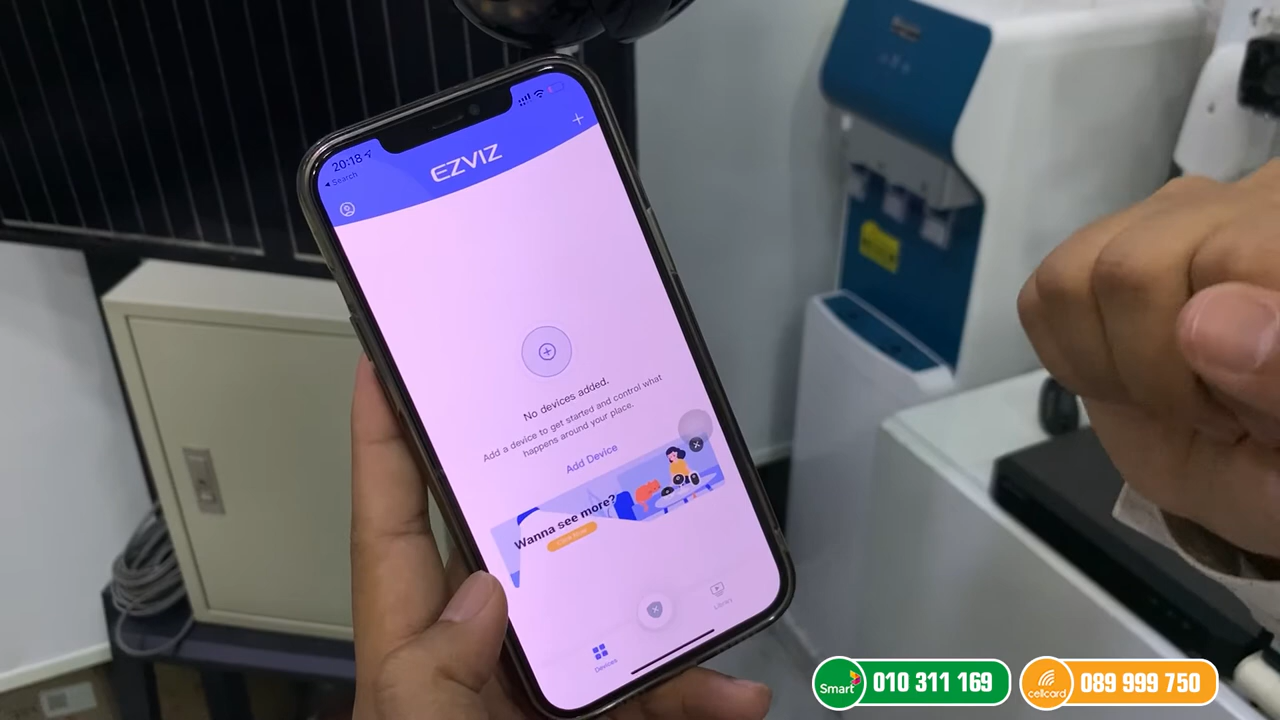 20:18
Search
EZVIZ
No devices added.
Add a device to get started and control what
happens around your place.
Add Device
Wanna see more?
Devices
Library
Smart
010 311 169
cellcard
089 999 750